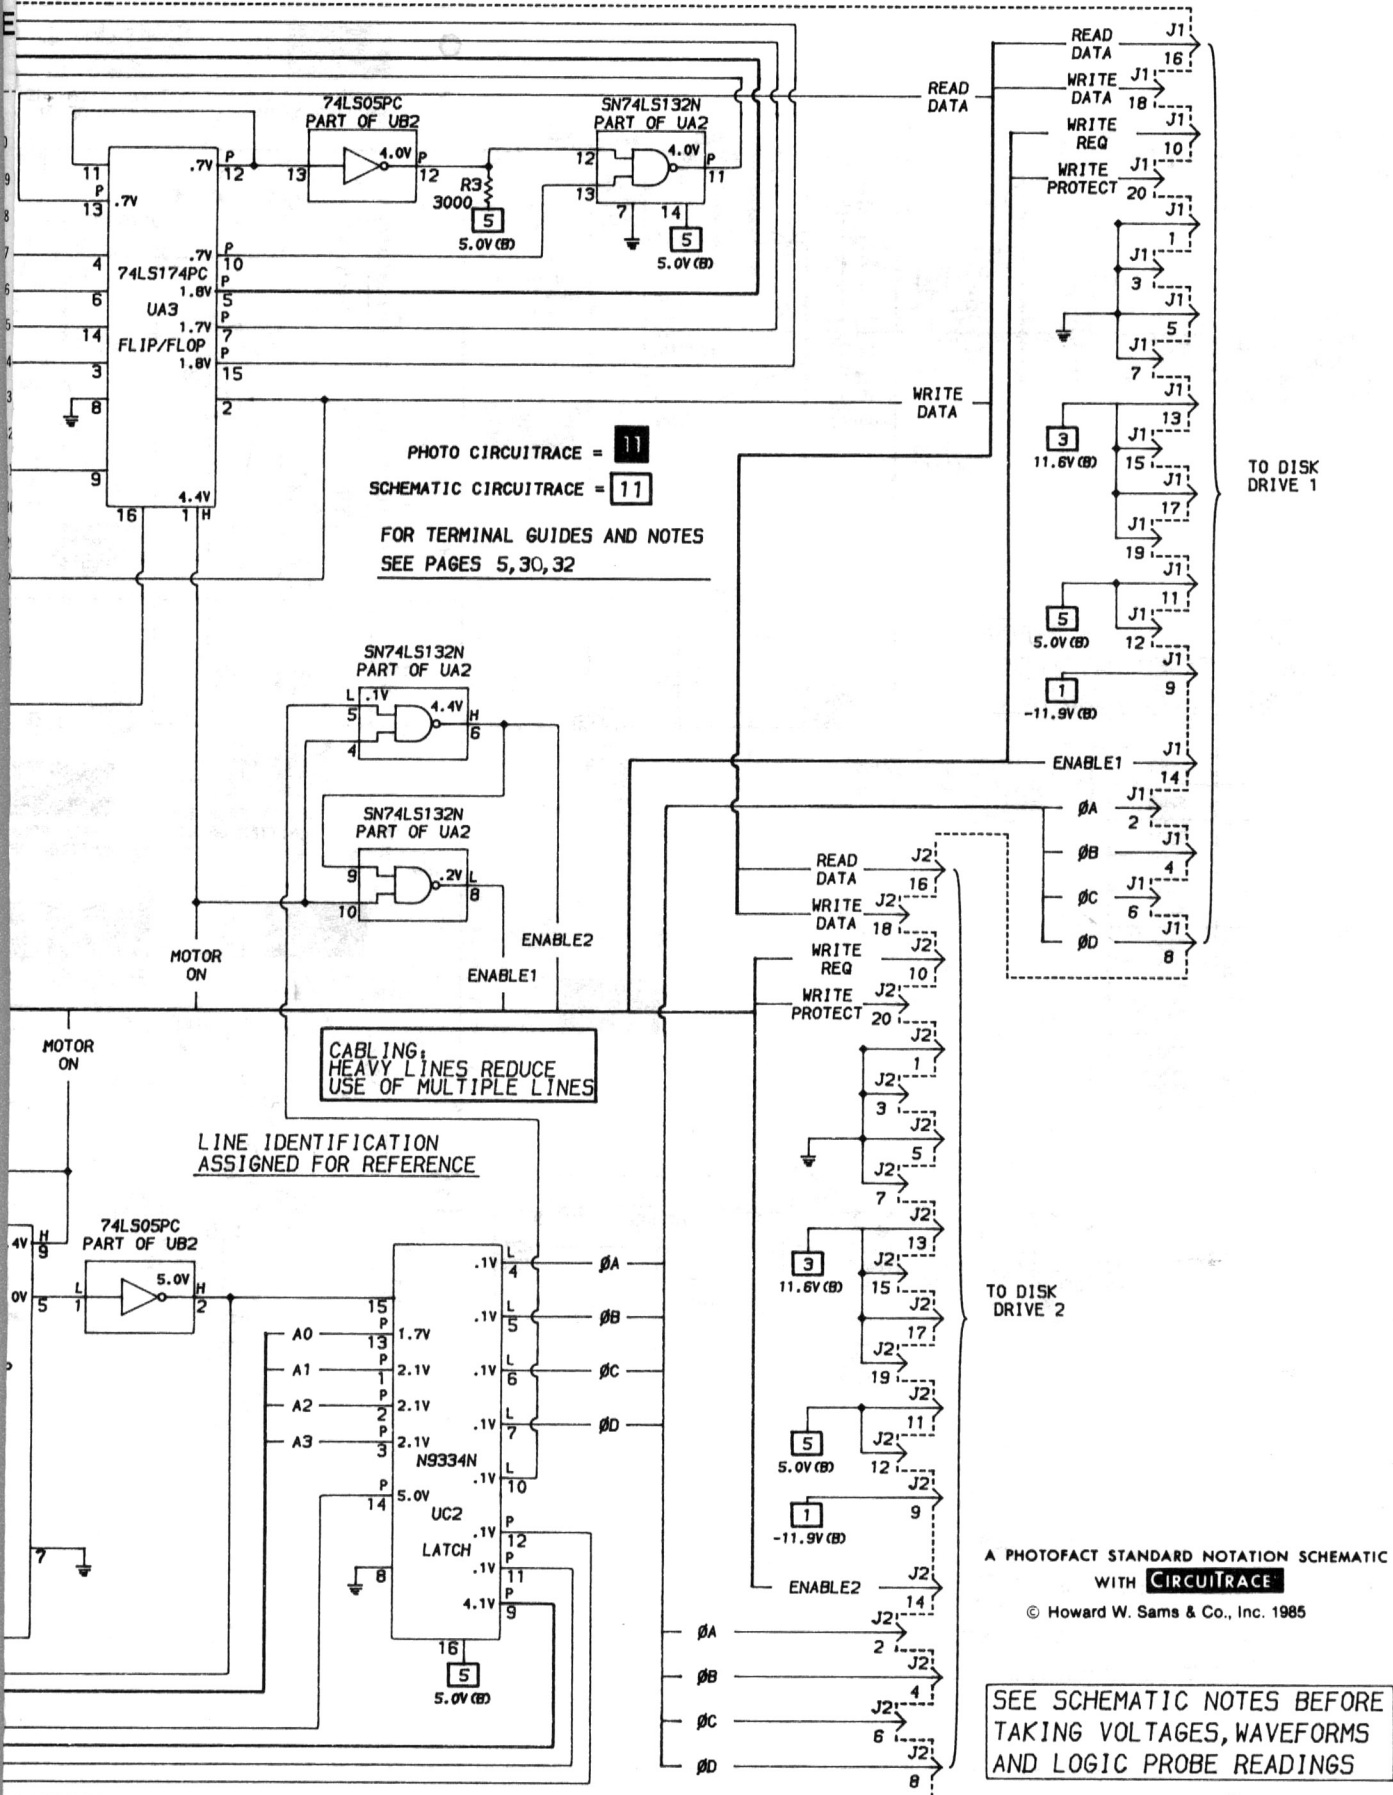 E
READ
DATA
J1
16
WRITE
DATA
J1
18
READ
DATA
WRITE
REQ
J1
10
WRITE
PROTECT
J1
20
74LS05PC
PART OF UB2
SN74LS132N
PART OF UA2
11
.7V
P
12
13
4.0V
P
12
12
4.0V
P
11
13
P
13
.7V
R3
3000
5
5.0V(B)
7
14
5
5.0V(B)
J1
1
J1
3
J1
5
J1
7
4
.7V
P
10
74LS174PC
6
1.8V
P
5
UA3
14
1.7V
P
7
FLIP/FLOP
3
1.8V
P
15
8
2
WRITE
DATA
9
4.4V
16
1
H
PHOTO CIRCUITRACE = 11
SCHEMATIC CIRCUITRACE = 11
FOR TERMINAL GUIDES AND NOTES
SEE PAGES 5,30,32
J1
13
3
11.6V(B)
J1
15
J1
17
J1
19
TO DISK
DRIVE 1
J1
11
5
5.0V(B)
J1
12
J1
9
1
-11.9V(B)
SN74LS132N
PART OF UA2
L
5
.1V
4.4V
H
6
4
ENABLE1
J1
14
ØA
J1
2
ØB
J1
4
ØC
J1
6
ØD
J1
8
SN74LS132N
PART OF UA2
9
.2V
L
8
10
MOTOR
ON
ENABLE2
ENABLE1
READ
DATA
J2
16
WRITE
DATA
J2
18
WRITE
REQ
J2
10
WRITE
PROTECT
J2
20
MOTOR
ON
CABLING:
HEAVY LINES REDUCE
USE OF MULTIPLE LINES
LINE IDENTIFICATION
ASSIGNED FOR REFERENCE
J2
1
J2
3
J2
5
J2
7
J2
13
3
11.6V(B)
J2
15
J2
17
J2
19
TO DISK
DRIVE 2
J2
11
5
5.0V(B)
J2
12
J2
9
1
-11.9V(B)
74LS05PC
PART OF UB2
4V
H
9
0V
5
L
1
5.0V
H
2
7
15
A0
P
13
1.7V
A1
P
1
2.1V
A2
P
2
2.1V
A3
P
3
2.1V
N9334N
P
14
5.0V
UC2
LATCH
8
.1V
L
4
ØA
.1V
L
5
ØB
.1V
L
6
ØC
.1V
L
7
ØD
.1V
L
10
.1V
P
12
.1V
P
11
4.1V
P
9
16
5
5.0V(B)
ENABLE2
J2
14
ØA
J2
2
ØB
J2
4
ØC
J2
6
ØD
J2
8
A PHOTOFACT STANDARD NOTATION SCHEMATIC
WITH CIRCUITRACE
© Howard W. Sams & Co., Inc. 1985
SEE SCHEMATIC NOTES BEFORE
TAKING VOLTAGES, WAVEFORMS
AND LOGIC PROBE READINGS